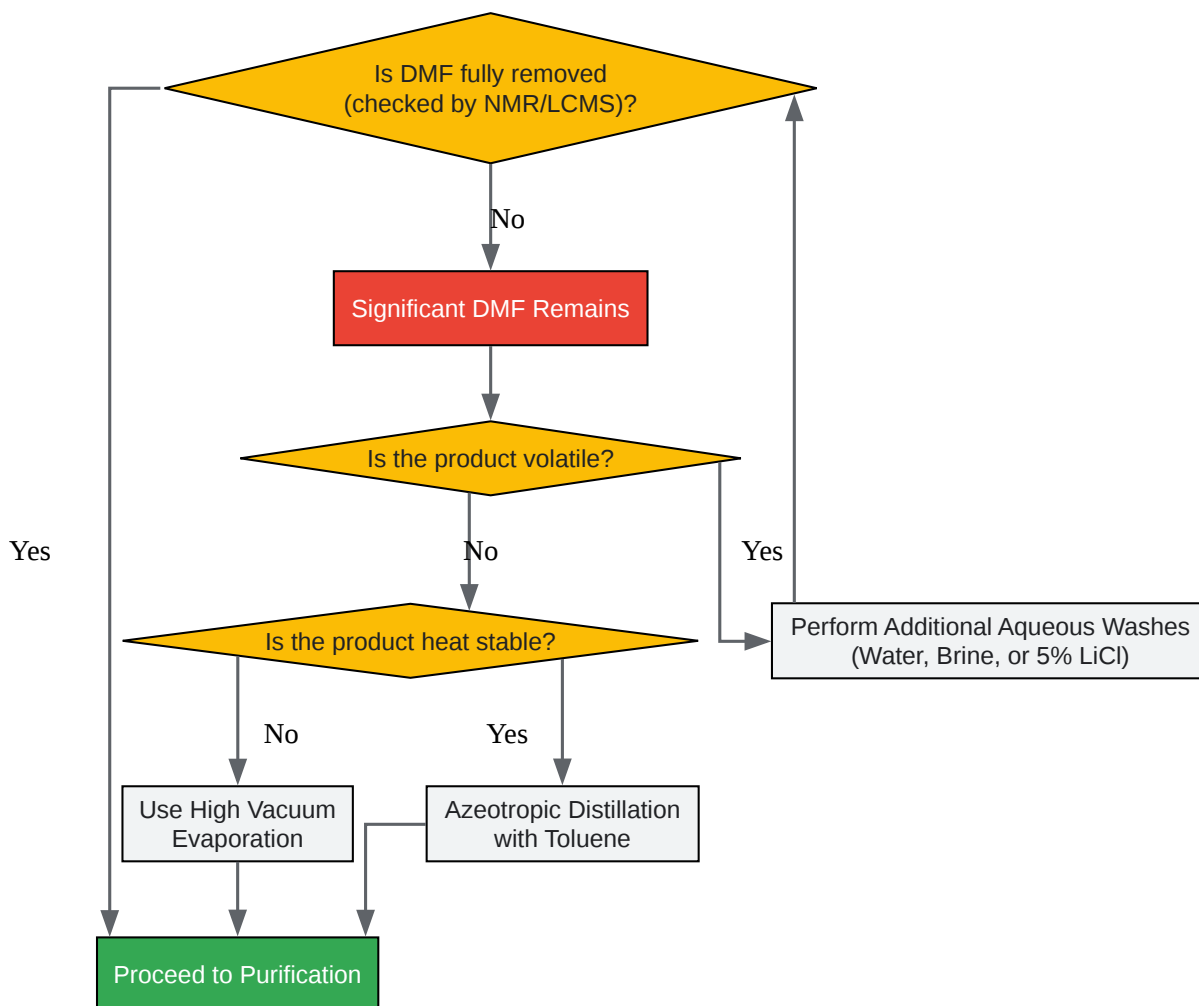 Is DMF fully removed
(checked by NMR/LCMS)?
No
Significant DMF Remains
Is the product volatile?
Yes
No
Yes
Perform Additional Aqueous Washes
(Water, Brine, or 5% LiCl)
Is the product heat stable?
No
Yes
Use High Vacuum
Evaporation
Azeotropic Distillation
with Toluene
Proceed to Purification